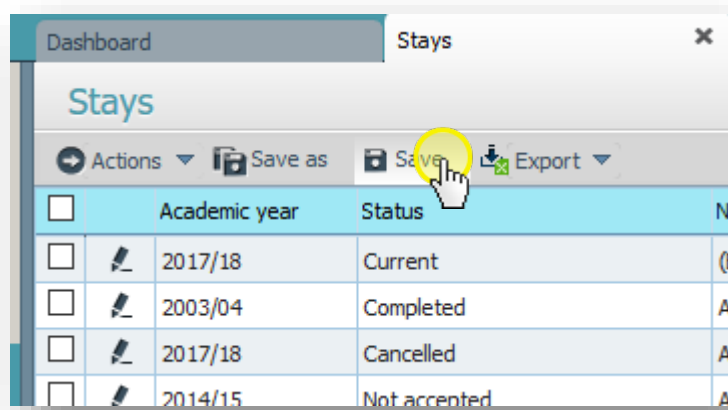 Dashboard Stays
Stays
Actions Save as Save Export
Academic year Status N
2017/18 Current (
2003/04 Completed A
2017/18 Cancelled A
2014/15 Not accepted A